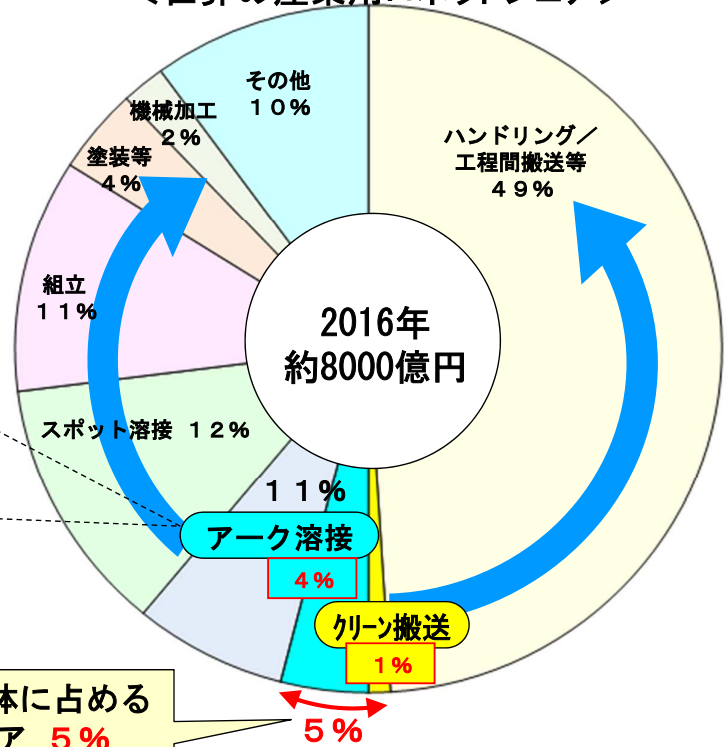 その他
１０%
機械加工
２%
塗装等
４%
ハンドリング／
工程間搬送等
４９%
組立
１１%
2016年
約8000億円
スポット溶接 １２%
１１%
アーク溶接
４%
クリーン搬送
１%
体に占める
ア ５%
５%